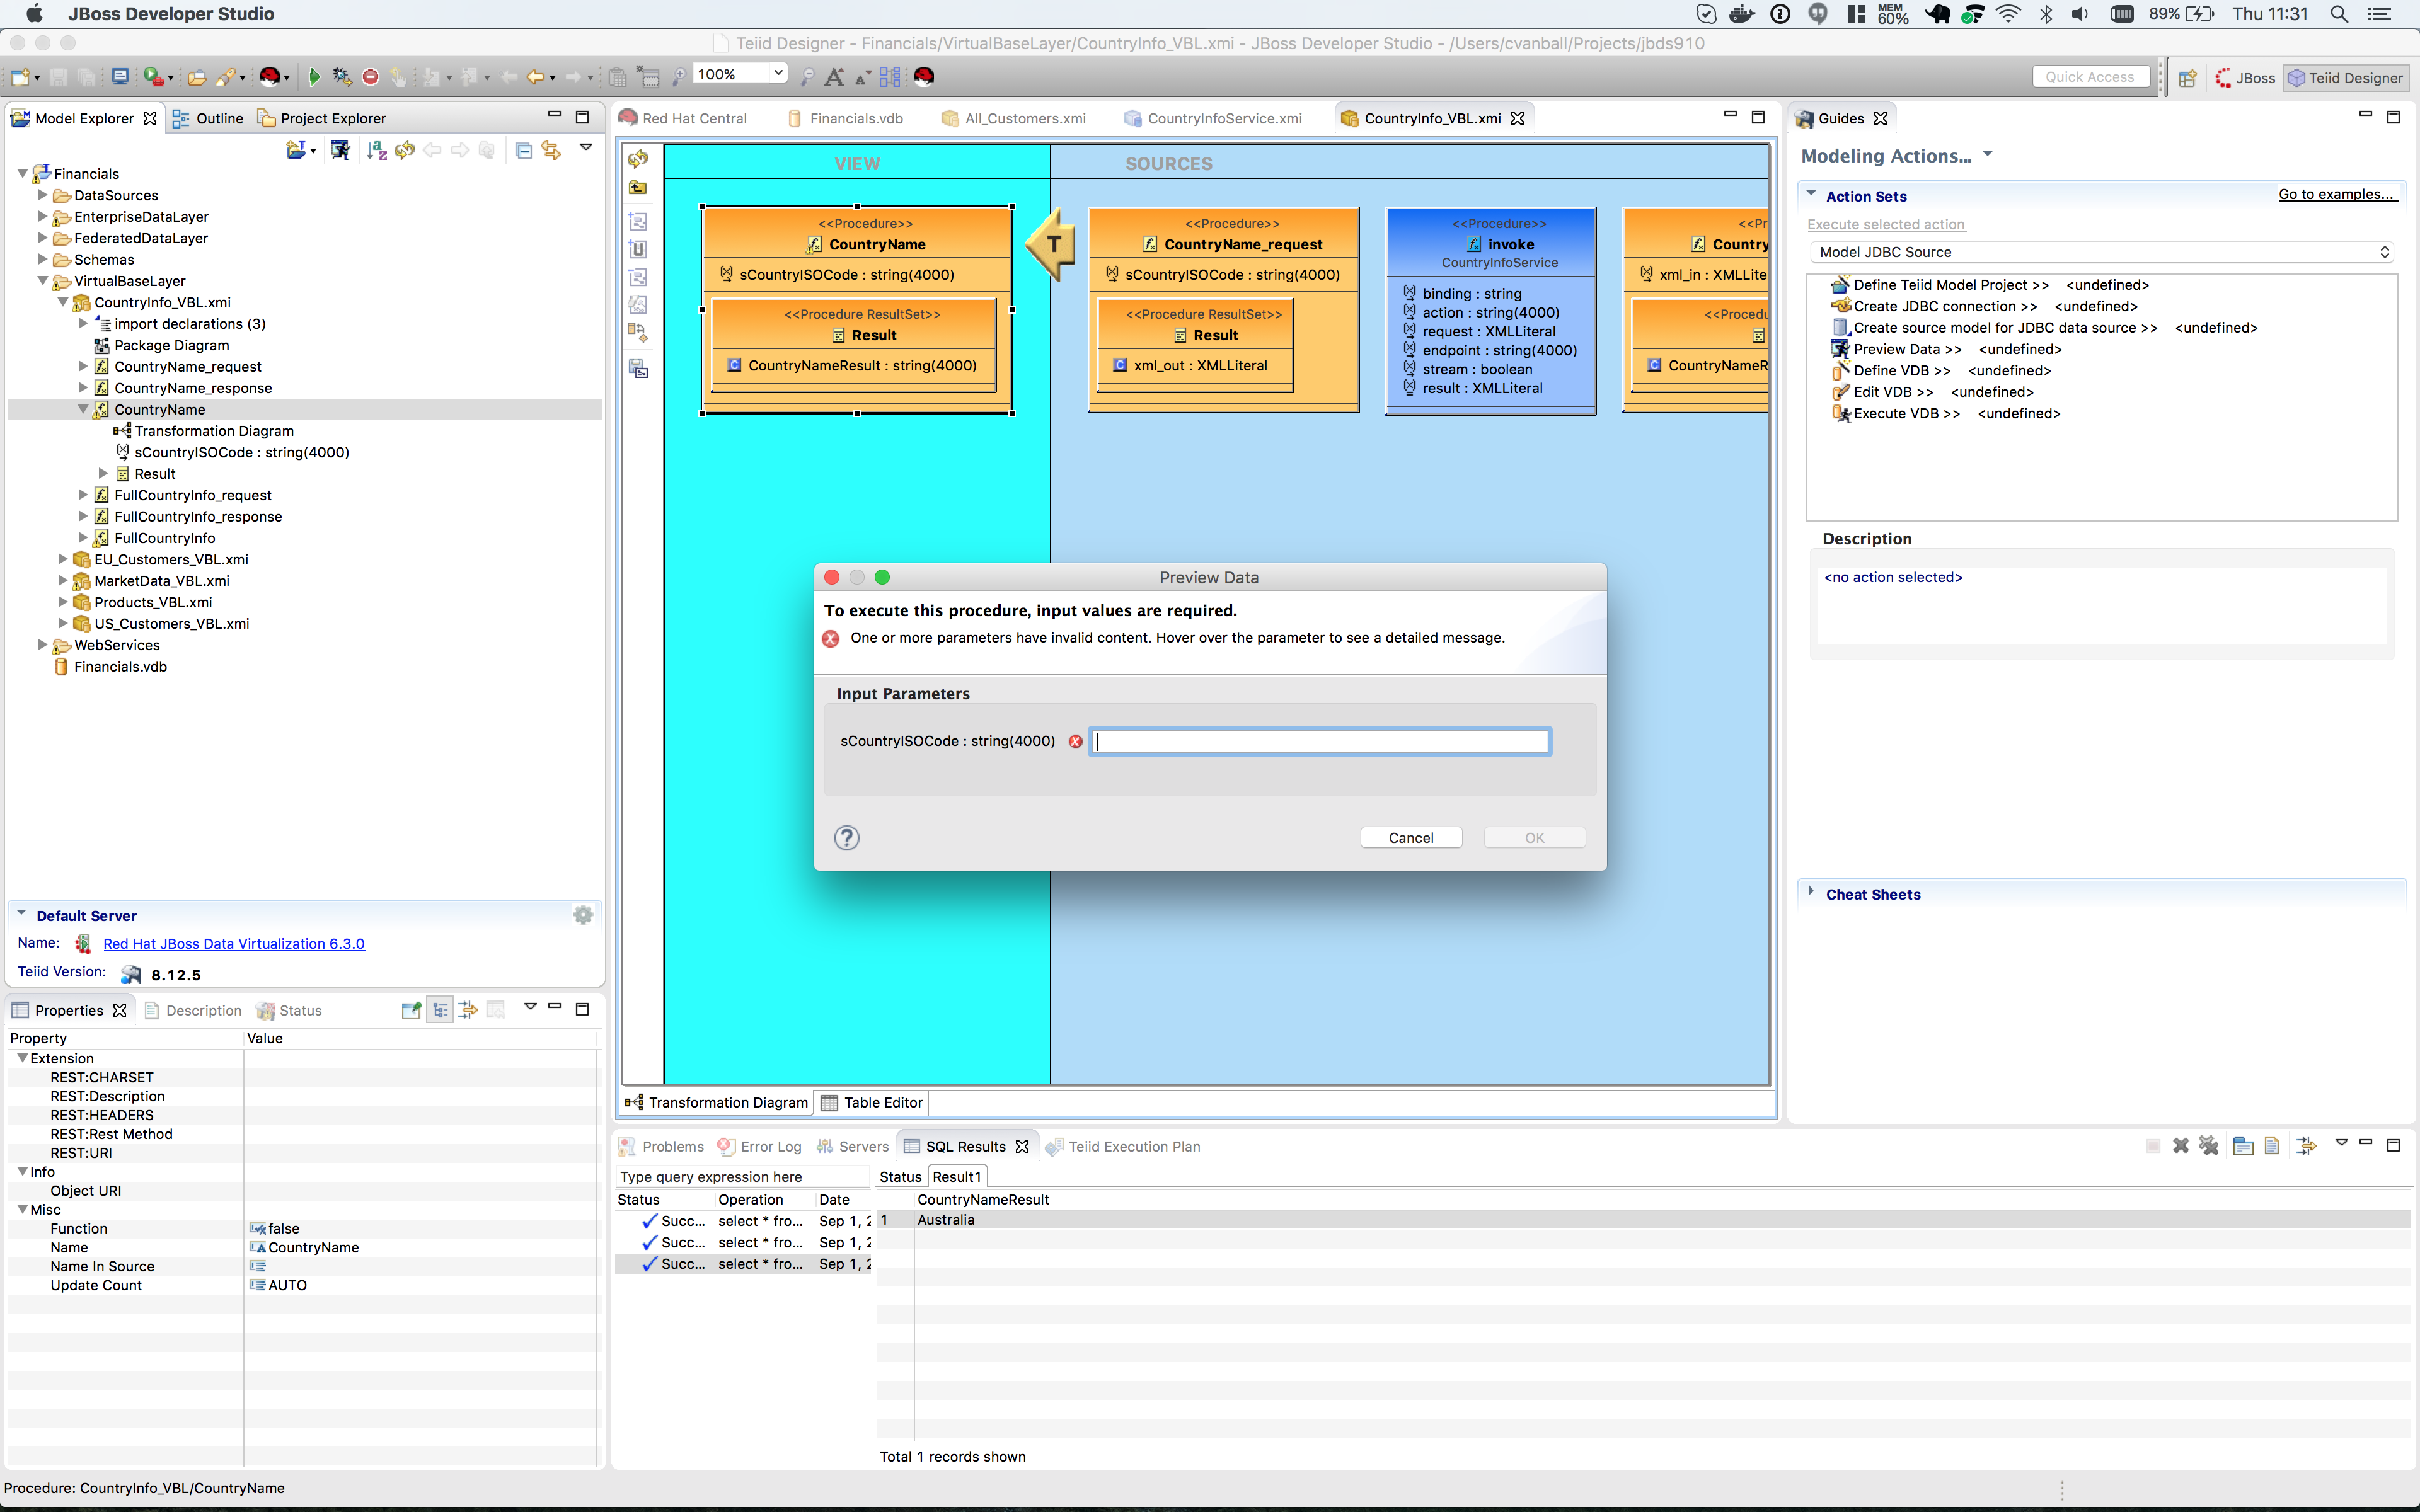 JBoss Developer Studio
MEM
60%
89%
Thu 11:31
Teiid Designer - Financials/VirtualBaseLayer/CountryInfo_VBL.xmi - JBoss Developer Studio - /Users/cvanball/Projects/jbds910
100%
Quick Access
JBoss
Teiid Designer
Model Explorer
Outline
Project Explorer
Financials
DataSources
EnterpriseDataLayer
FederatedDataLayer
Schemas
VirtualBaseLayer
CountryInfo_VBL.xmi
import declarations (3)
Package Diagram
CountryName_request
CountryName_response
CountryName
Transformation Diagram
sCountryISOCode : string(4000)
Result
FullCountryInfo_request
FullCountryInfo_response
FullCountryInfo
EU_Customers_VBL.xmi
MarketData_VBL.xmi
Products_VBL.xmi
US_Customers_VBL.xmi
WebServices
Financials.vdb
Default Server
Name:
Red Hat JBoss Data Virtualization 6.3.0
Teiid Version:
8.12.5
Properties
Description
Status
Property
Value
Extension
REST:CHARSET
REST:Description
REST:HEADERS
REST:Rest Method
REST:URI
Info
Object URI
Misc
Function
false
Name
CountryName
Name In Source
Update Count
AUTO
Red Hat Central
Financials.vdb
All_Customers.xmi
CountryInfoService.xmi
CountryInfo_VBL.xmi
VIEW
SOURCES
<<Procedure>>
CountryName
sCountryISOCode : string(4000)
<<Procedure ResultSet>>
Result
CountryNameResult : string(4000)
T
<<Procedure>>
CountryName_request
sCountryISOCode : string(4000)
<<Procedure ResultSet>>
Result
xml_out : XMLLiteral
<<Procedure>>
invoke
CountryInfoService
binding : string
action : string(4000)
request : XMLLiteral
endpoint : string(4000)
stream : boolean
result : XMLLiteral
<<Pr
Country
xml_in : XMLLite
<<Proced
CountryNameR
Preview Data
To execute this procedure, input values are required.
One or more parameters have invalid content. Hover over the parameter to see a detailed message.
Input Parameters
sCountryISOCode : string(4000)
?
Cancel
OK
Transformation Diagram
Table Editor
Problems
Error Log
Servers
SQL Results
Teiid Execution Plan
Type query expression here
Status
Operation
Date
Succ...
select * fro...
Sep 1, 2
Succ...
select * fro...
Sep 1, 2
Succ...
select * fro...
Sep 1, 2
Status
Result1
CountryNameResult
1
Australia
Total 1 records shown
Guides
Modeling Actions...
Action Sets
Go to examples...
Execute selected action
Model JDBC Source
Define Teiid Model Project >> <undefined>
Create JDBC connection >> <undefined>
Create source model for JDBC data source >> <undefined>
Preview Data >> <undefined>
Define VDB >> <undefined>
Edit VDB >> <undefined>
Execute VDB >> <undefined>
Description
<no action selected>
Cheat Sheets
Procedure: CountryInfo_VBL/CountryName